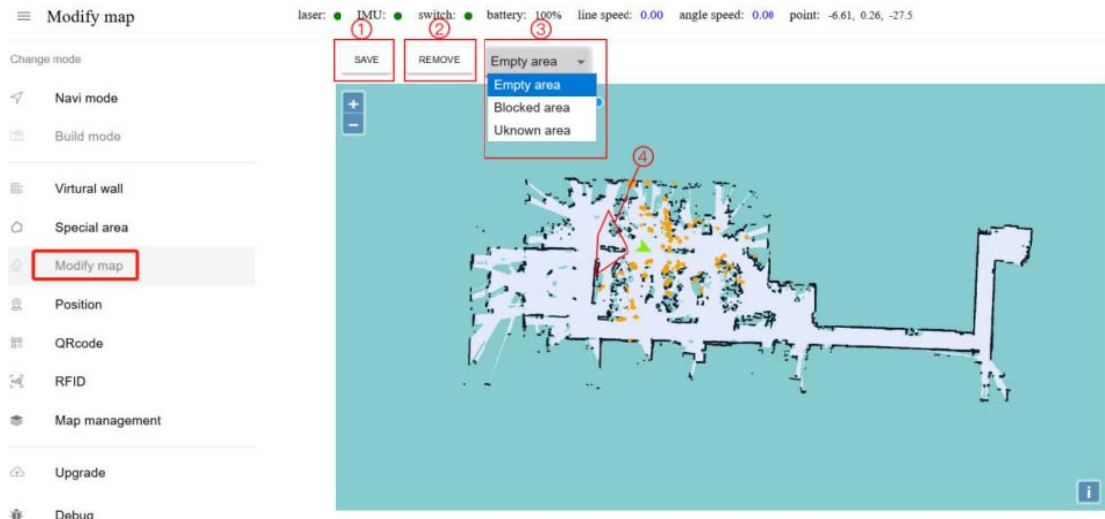 Modify map
laser: IMU: switch: battery: 100% line speed: 0.00 angle speed: 0.00 point: -6.61, 0.26, -27.5
① ② ③
Change mode
SAVE REMOVE Empty area
Empty area
Blocked area
Uknown area
+
−
④
Navi mode
Build mode
Virtural wall
Special area
Modify map
Position
QRcode
RFID
Map management
Upgrade
Debug
i